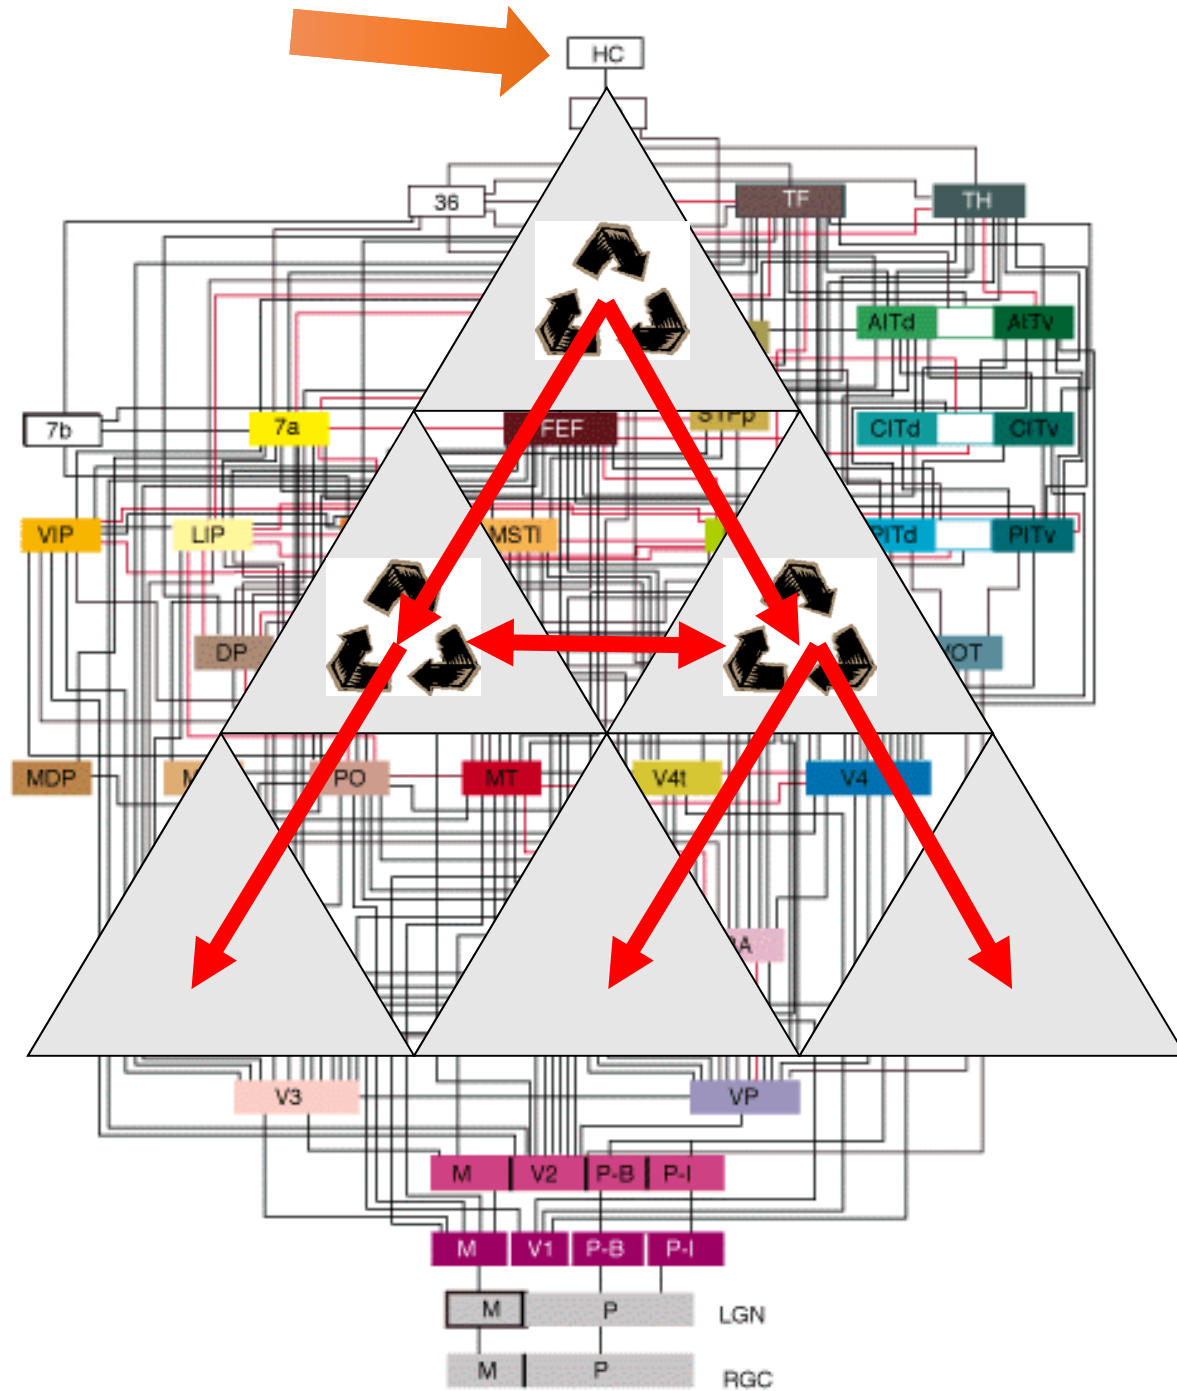 HC
36 TF TH
AITd AITv
7b 7a FEF STPp CITd CITv
VIP LIP MSTl PITd PITv
DP VOT
MDP M PO MT V4t V4
A
V3 VP
M V2 P-B P-I
M V1 P-B P-I
M P LGN
M P RGC